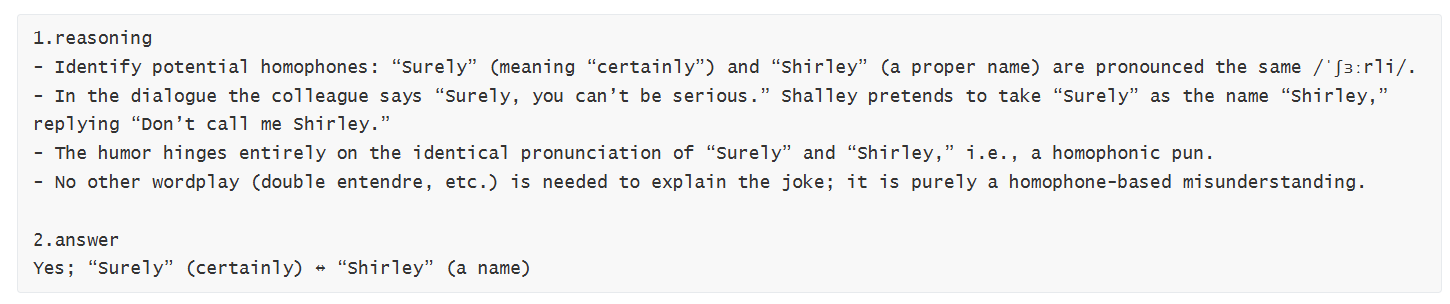 1.reasoning
- Identify potential homophones: “Surely” (meaning “certainly”) and “Shirley” (a proper name) are pronounced the same /ˈʃɜːrli/.
- In the dialogue the colleague says “Surely, you can’t be serious.” Shalley pretends to take “Surely” as the name “Shirley,”
replying “Don’t call me Shirley.”
- The humor hinges entirely on the identical pronunciation of “Surely” and “Shirley,” i.e., a homophonic pun.
- No other wordplay (double entendre, etc.) is needed to explain the joke; it is purely a homophone-based misunderstanding.
2.answer
Yes; “Surely” (certainly) ↔ “Shirley” (a name)